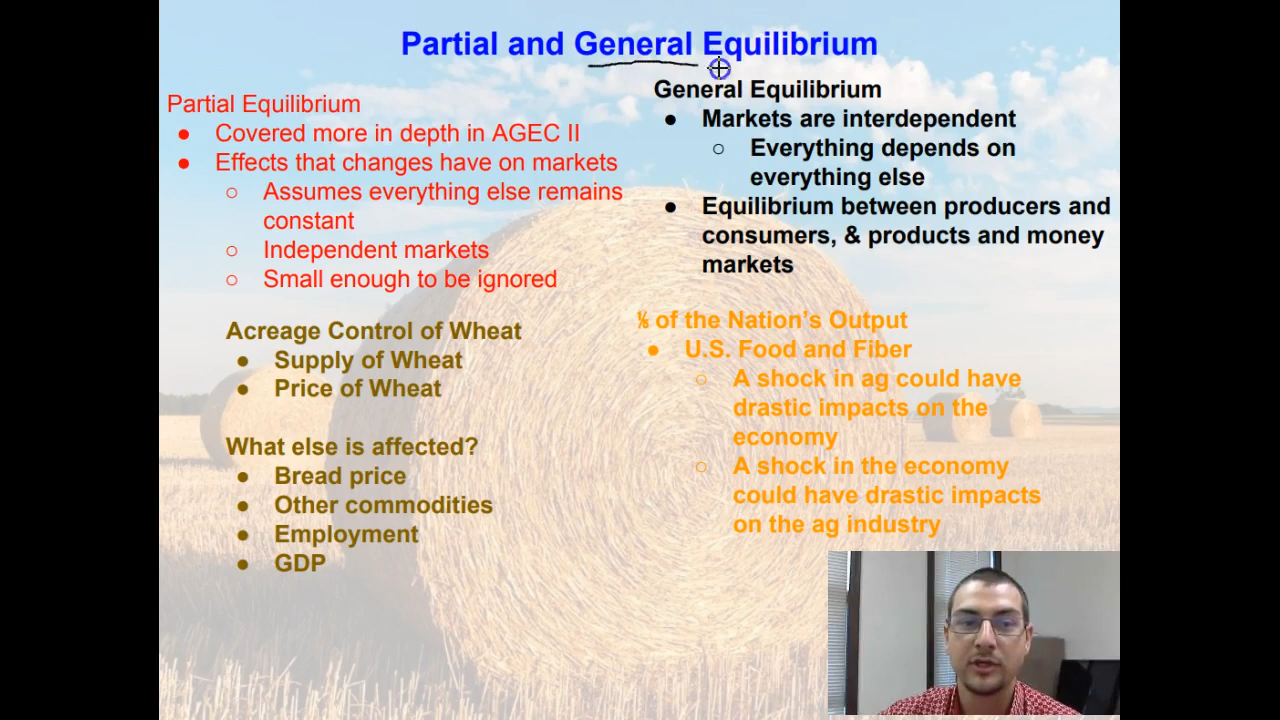 Partial and General Equilibrium
Partial Equilibrium
● Covered more in depth in AGEC II
● Effects that changes have on markets
○ Assumes everything else remains
constant
○ Independent markets
○ Small enough to be ignored
Acreage Control of Wheat
● Supply of Wheat
● Price of Wheat
What else is affected?
● Bread price
● Other commodities
● Employment
● GDP
General Equilibrium
● Markets are interdependent
○ Everything depends on
everything else
● Equilibrium between producers and
consumers, & products and money
markets
of the Nation's Output
● U.S. Food and Fiber
○ A shock in ag could have
drastic impacts on the
economy
○ A shock in the economy
could have drastic impacts
on the ag industry